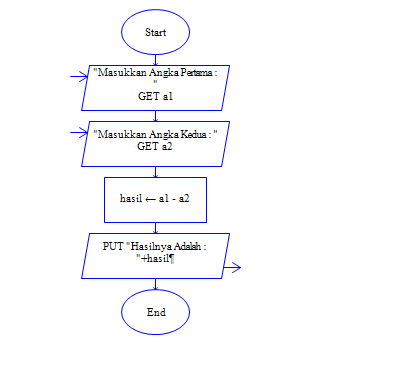 Start
"Masukkan Angka Pertama :
"
GET a1
"Masukkan Angka Kedua : "
GET a2
hasil ← a1 - a2
PUT "Hasilnya Adalah :
"+hasil¶
End